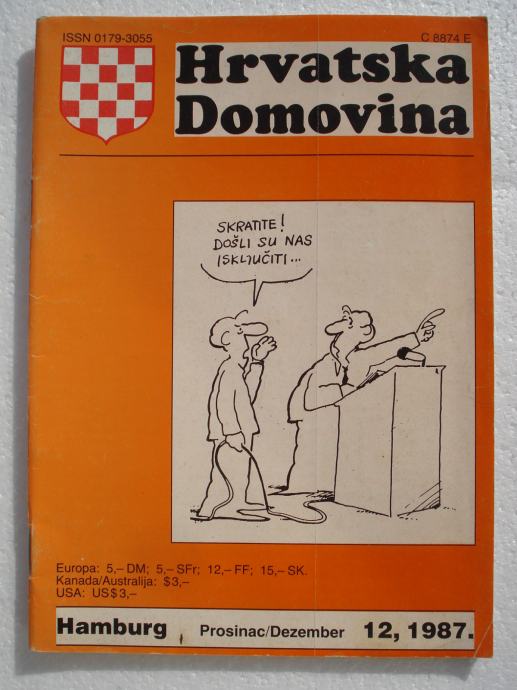 ISSN 0179-3055
C 8874 E
Hrvatska
Domovina
SKRATITE!
DOŠLI SU NAS
ISKLJUČITI...
Europa: 5,– DM; 5,– SFr; 12,– FF; 15,– SK.
Kanada/Australija: $ 3,–
USA: US $ 3,–
Hamburg Prosinac/Dezember 12, 1987.